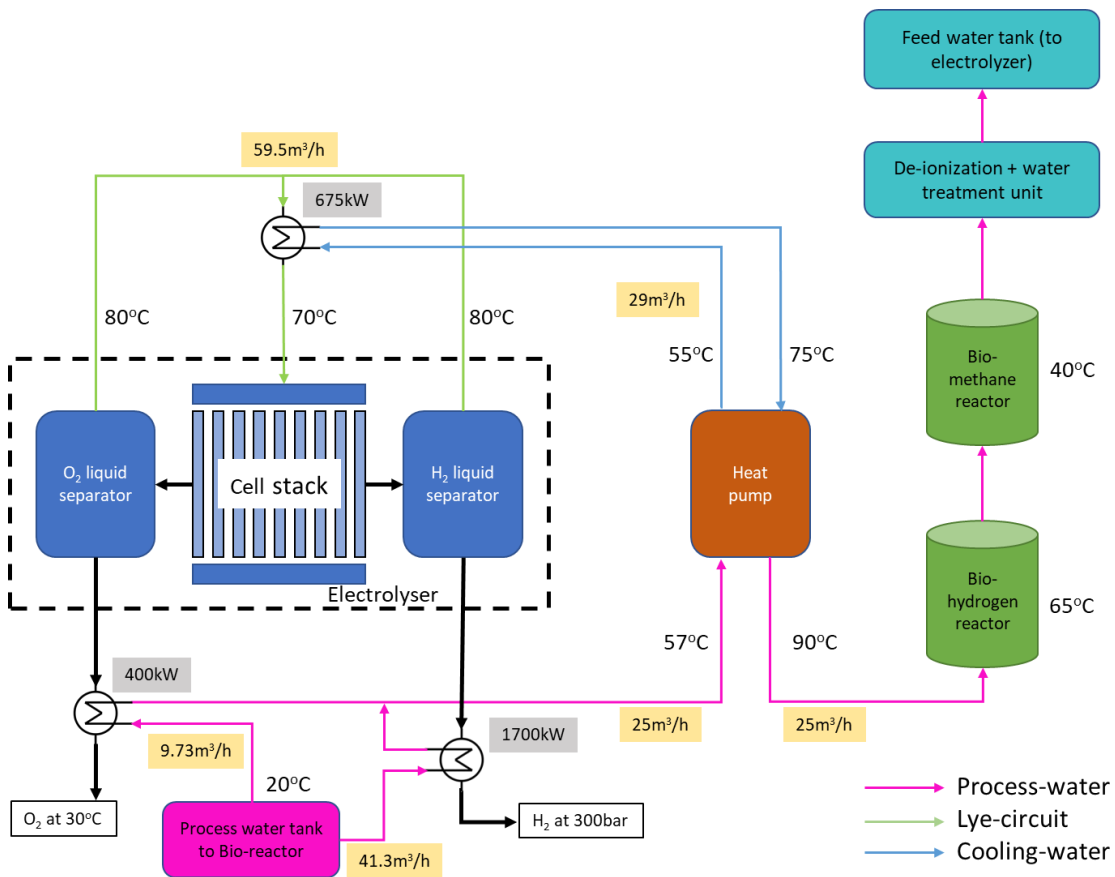 Feed water tank (to
electrolyzer)
De-ionization + water
treatment unit
59.5m³/h
675kW
29m³/h
80°C
70°C
80°C
55°C
75°C
Bio-
methane
reactor
40°C
O₂ liquid
separator
Cell stack
H₂ liquid
separator
Heat
pump
Electrolyser
Bio-
hydrogen
reactor
65°C
57°C
90°C
400kW
25m³/h
25m³/h
1700kW
9.73m³/h
20°C
O₂ at 30°C
Process water tank
to Bio-reactor
H₂ at 300bar
41.3m³/h
Process-water
Lye-circuit
Cooling-water